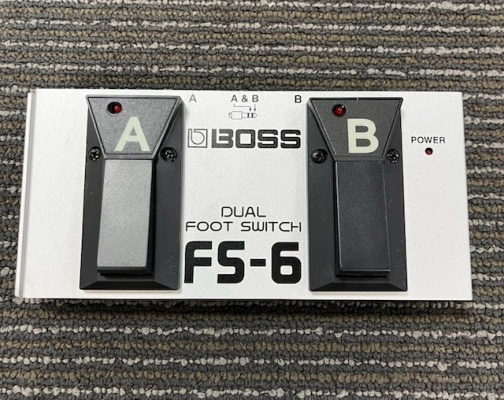 A A & B B
A B
BOSS
POWER
DUAL
FOOT SWITCH
FS-6